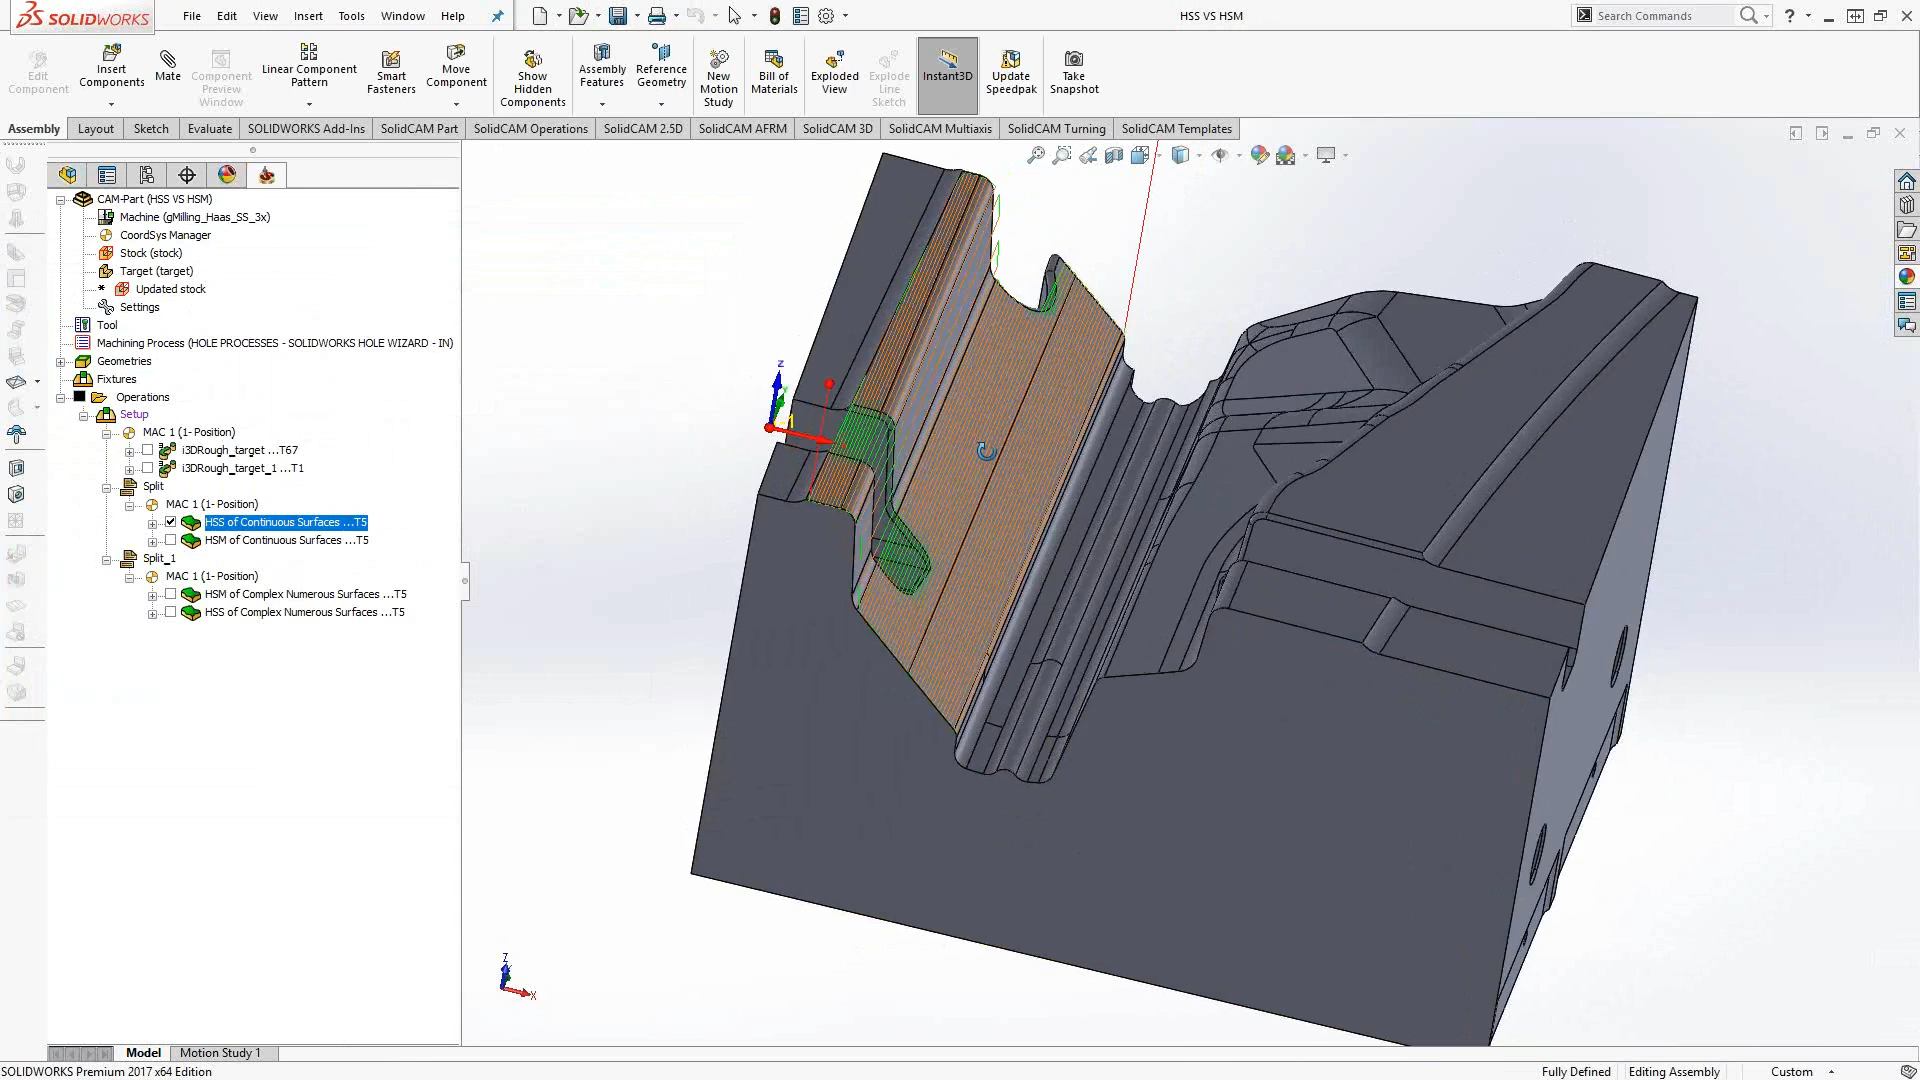 SOLIDWORKS
File Edit View Insert Tools Window Help
HSS VS HSM
Search Commands
Edit Component
Insert Components
Mate
Component Preview Window
Linear Component Pattern
Smart Fasteners
Move Component
Show Hidden Components
Assembly Features
Reference Geometry
New Motion Study
Bill of Materials
Exploded View
Explode Line Sketch
Instant3D
Update Speedpak
Take Snapshot
Assembly Layout Sketch Evaluate SOLIDWORKS Add-Ins SolidCAM Part SolidCAM Operations SolidCAM 2.5D SolidCAM AFRM SolidCAM 3D SolidCAM Multiaxis SolidCAM Turning SolidCAM Templates
CAM-Part (HSS VS HSM)
Machine (gMilling_Haas_SS_3x)
CoordSys Manager
Stock (stock)
Target (target)
* Updated stock
Settings
Tool
Machining Process (HOLE PROCESSES - SOLIDWORKS HOLE WIZARD - IN)
Geometries
Fixtures
Operations
Setup
MAC 1 (1- Position)
i3DRough_target ...T67
i3DRough_target_1 ...T1
Split
MAC 1 (1- Position)
HSS of Continuous Surfaces ...T5
HSM of Continuous Surfaces ...T5
Split_1
MAC 1 (1- Position)
HSM of Complex Numerous Surfaces ...T5
HSS of Complex Numerous Surfaces ...T5
Z
Z
X
Model Motion Study 1
SOLIDWORKS Premium 2017 x64 Edition
Fully Defined Editing Assembly Custom